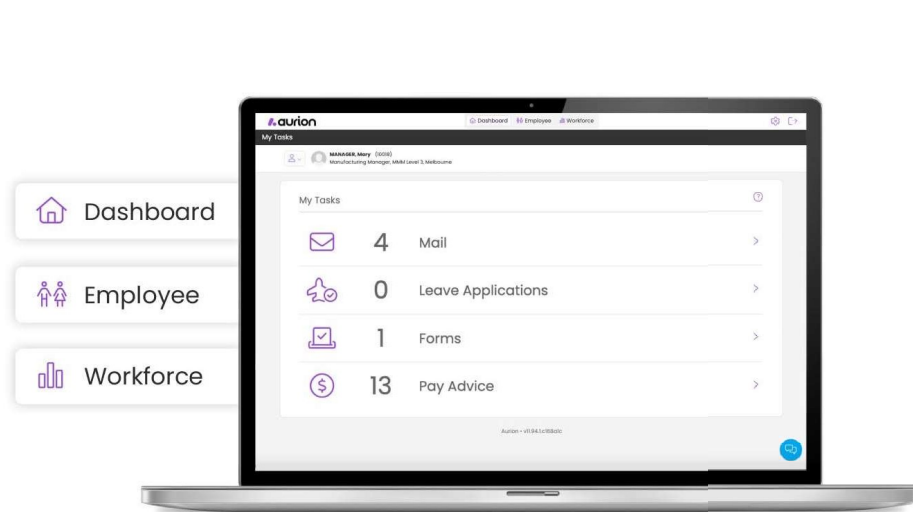 aurion
Dashboard Employee Workforce
My Tasks
MANAGER, Mary
Manufacturing Manager, MMM Level 3, Melbourne
My Tasks
4 Mail
0 Leave Applications
1 Forms
13 Pay Advice
Aurion
Dashboard
Employee
Workforce